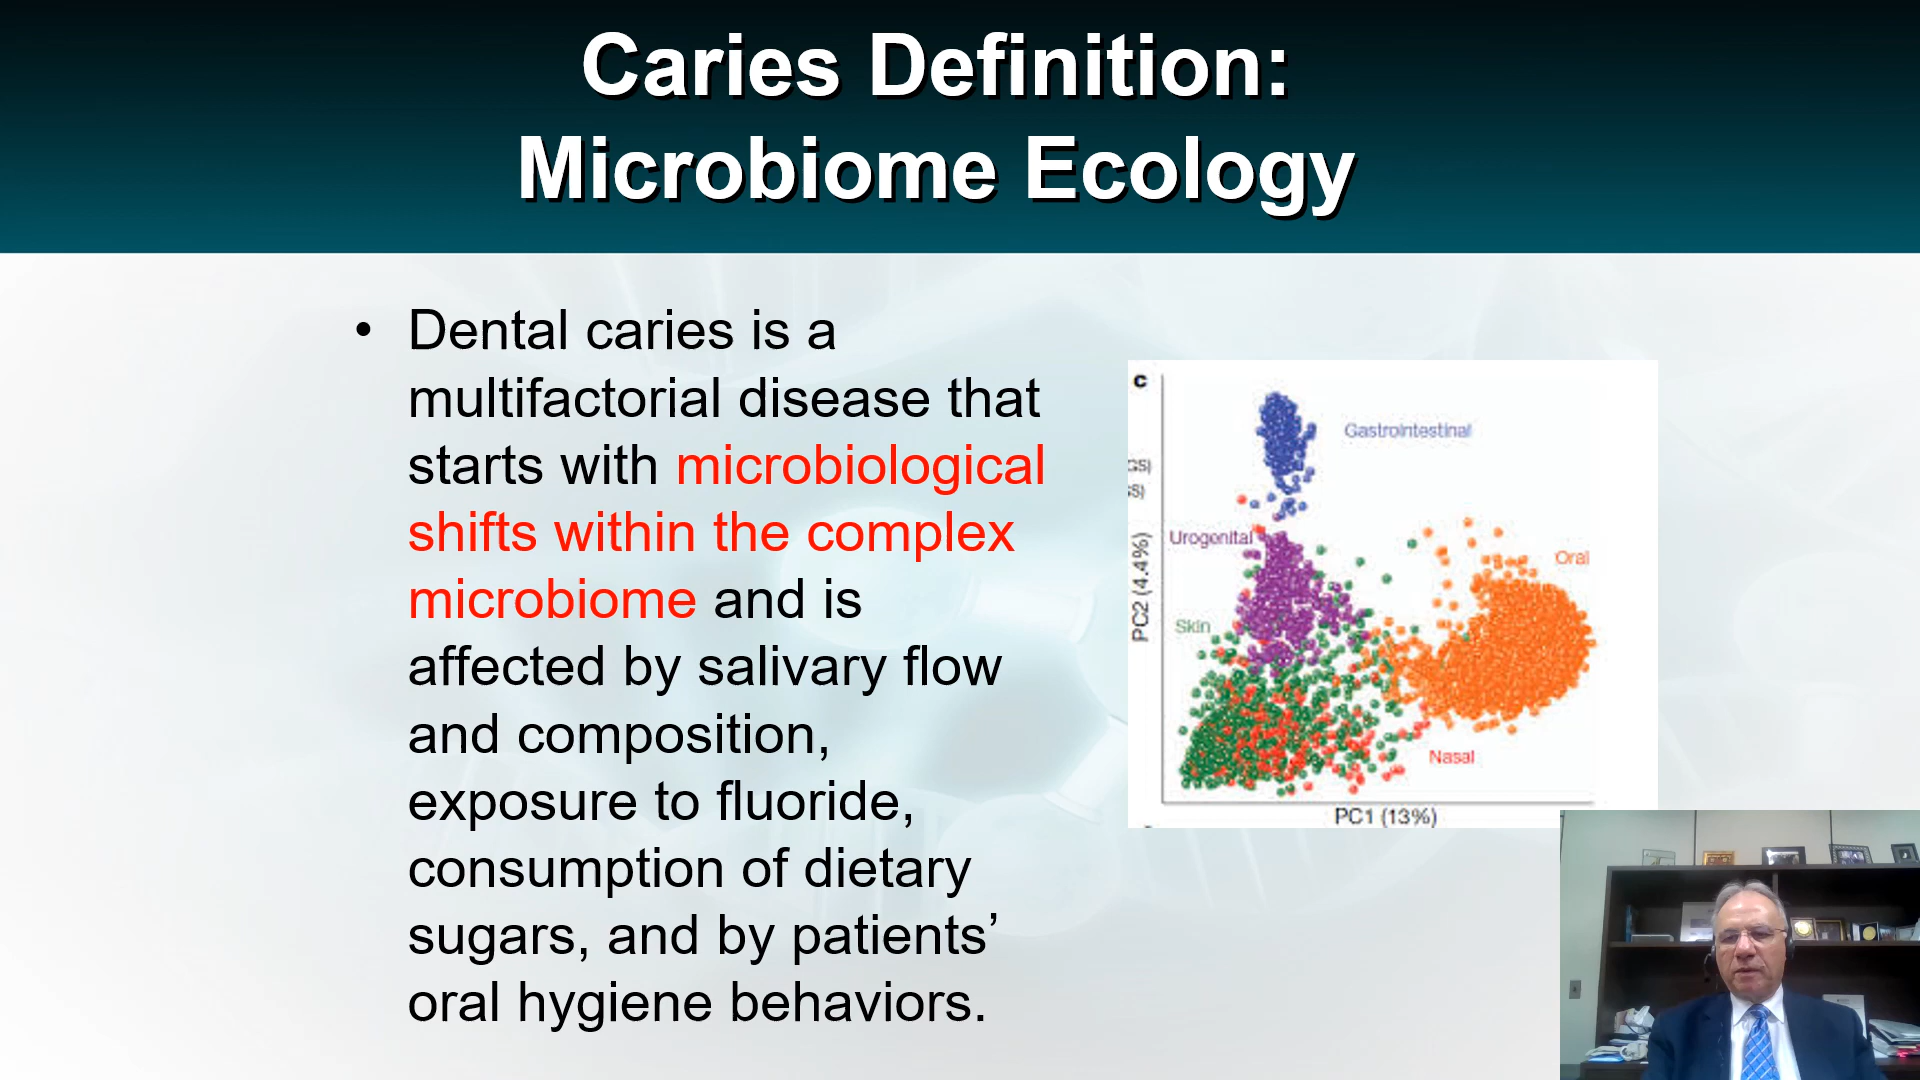 Caries Definition:
Microbiome Ecology
• Dental caries is a
multifactorial disease that
starts with microbiological
shifts within the complex
microbiome and is
affected by salivary flow
and composition,
exposure to fluoride,
consumption of dietary
sugars, and by patients’
oral hygiene behaviors.
c
Gastrointestinal
GS)
Urogenital
Oral
Skin
Nasal
PC2 (4.4%)
PC1 (13%)